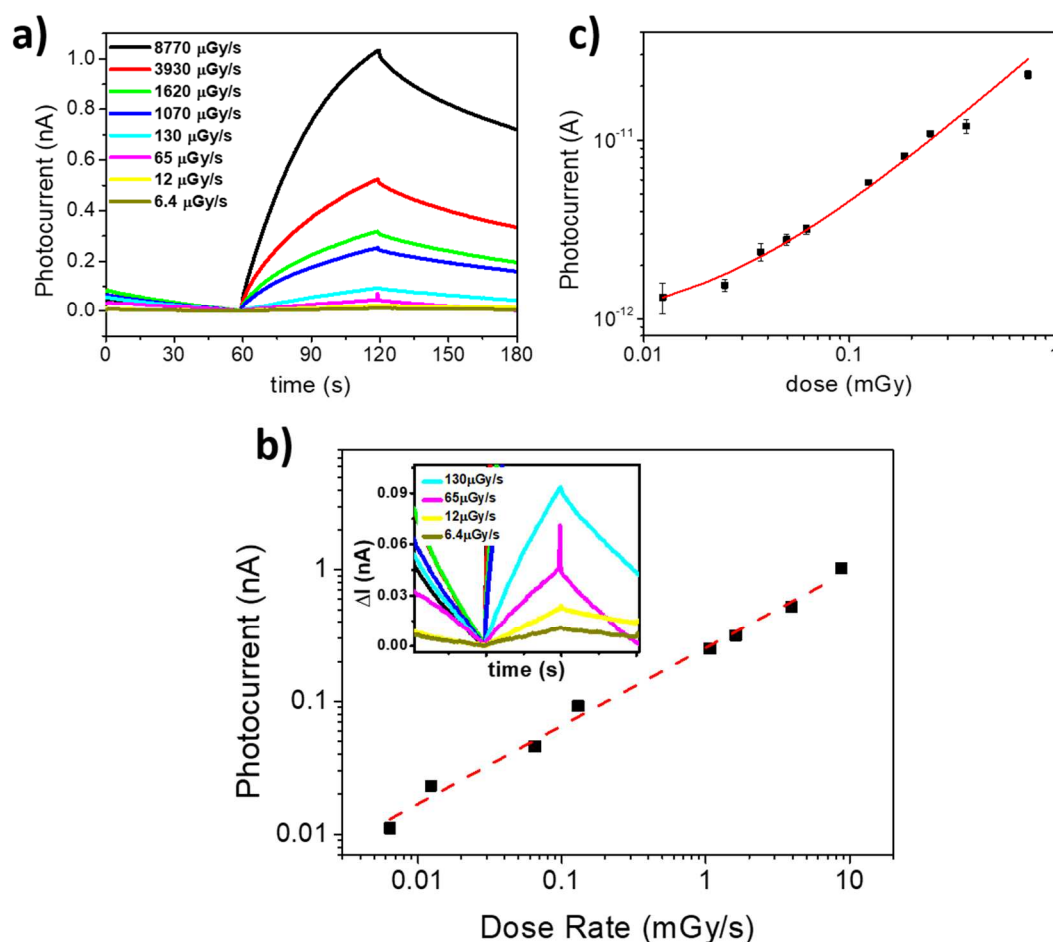 a)
8770 μGy/s
3930 μGy/s
1620 μGy/s
1070 μGy/s
130 μGy/s
65 μGy/s
12 μGy/s
6.4 μGy/s
Photocurrent (nA)
1.0
0.8
0.6
0.4
0.2
0.0
0 30 60 90 120 150 180
time (s)
c)
Photocurrent (A)
10⁻¹¹
10⁻¹²
0.01 0.1 1
dose (mGy)
b)
130μGy/s
65μGy/s
12μGy/s
6.4μGy/s
ΔI (nA)
0.09
0.06
0.03
0.00
time (s)
Photocurrent (nA)
1
0.1
0.01
0.01 0.1 1 10
Dose Rate (mGy/s)